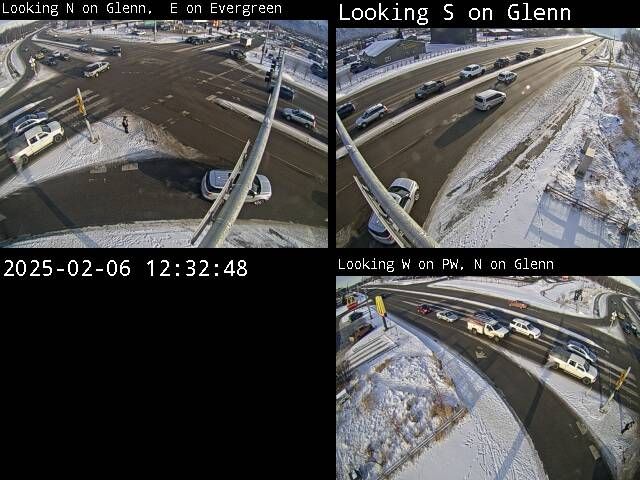 Looking N on Glenn,  E on Evergreen
Looking S on Glenn
2025-02-06 12:32:48
Looking W on PW, N on Glenn